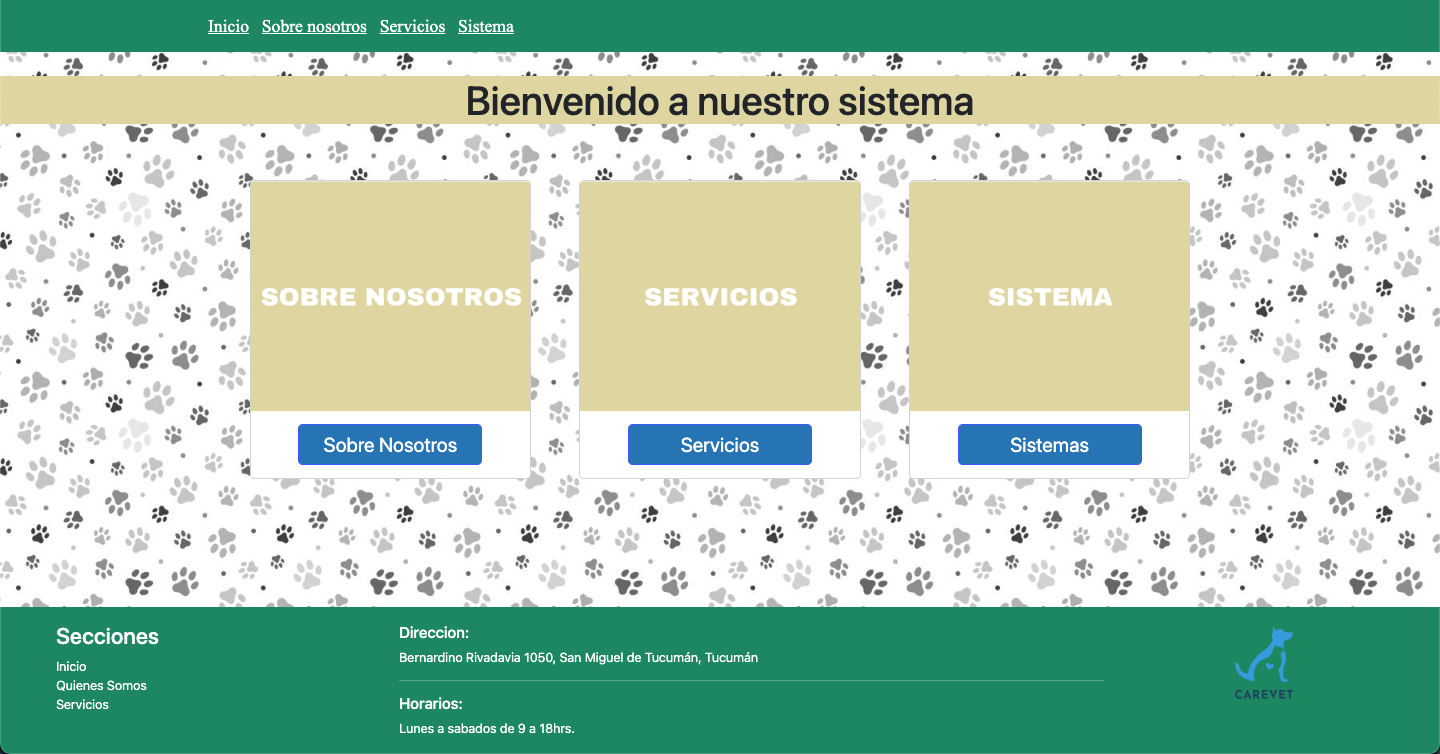 Inicio Sobre nosotros Servicios Sistema
Bienvenido a nuestro sistema
SOBRE NOSOTROS
Sobre Nosotros
SERVICIOS
Servicios
SISTEMA
Sistemas
Secciones
Inicio
Quienes Somos
Servicios
Direccion:
Bernardino Rivadavia 1050, San Miguel de Tucumán, Tucumán
Horarios:
Lunes a sabados de 9 a 18hrs.
CAREVET